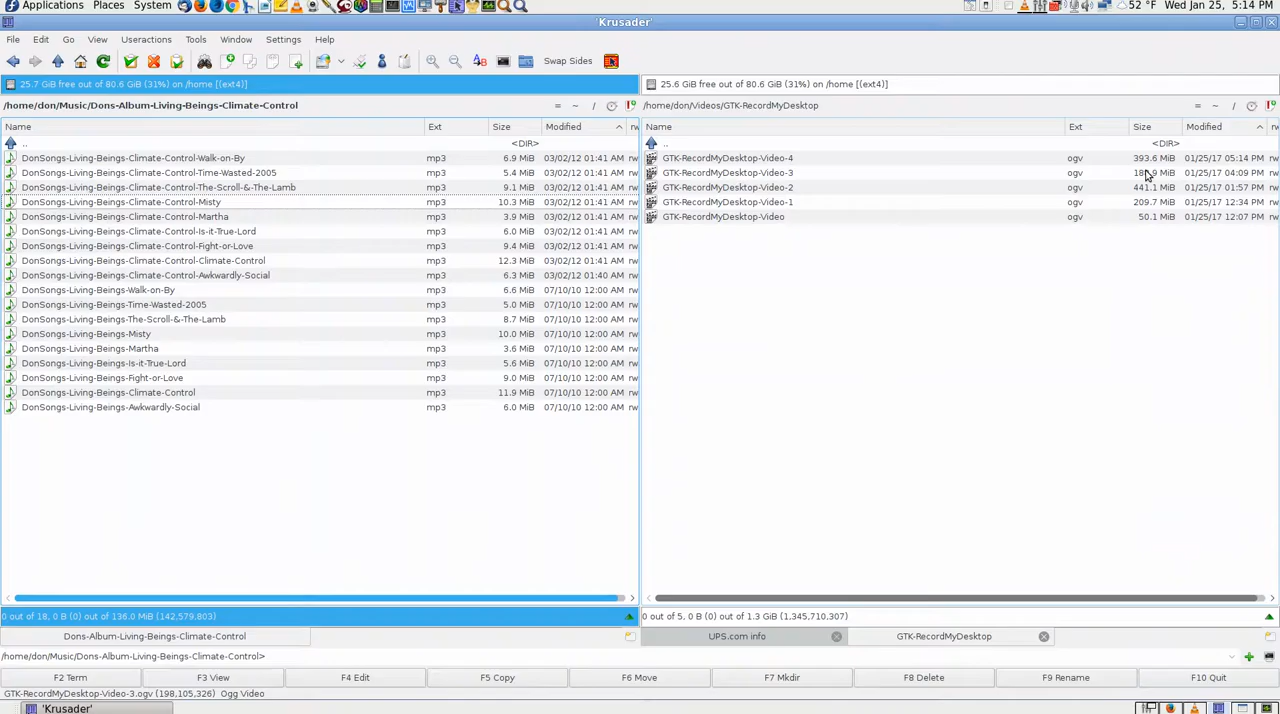 Applications Places System 52 °F Wed Jan 25, 5:14 PM
'Krusader'
File Edit Go View Useractions Tools Window Settings Help
Swap Sides
25.7 GiB free out of 80.6 GiB (31%) on /home [(ext4)] 25.6 GiB free out of 80.6 GiB (31%) on /home [(ext4)]
/home/don/Music/Dons-Album-Living-Beings-Climate-Control = ~ / /home/don/Videos/GTK-RecordMyDesktop = ~ /
Name Ext Size Modified rw Name Ext Size Modified rw
.. <DIR> .. <DIR>
DonSongs-Living-Beings-Climate-Control-Walk-on-By mp3 6.9 MiB 03/02/12 01:41 AM rw GTK-RecordMyDesktop-Video-4 ogv 393.6 MiB 01/25/17 05:14 PM rw
DonSongs-Living-Beings-Climate-Control-Time-Wasted-2005 mp3 5.4 MiB 03/02/12 01:41 AM rw GTK-RecordMyDesktop-Video-3 ogv MiB 01/25/17 04:09 PM rw
DonSongs-Living-Beings-Climate-Control-The-Scroll-&-The-Lamb mp3 9.1 MiB 03/02/12 01:41 AM rw GTK-RecordMyDesktop-Video-2 ogv 441.1 MiB 01/25/17 01:57 PM rw
DonSongs-Living-Beings-Climate-Control-Misty mp3 10.3 MiB 03/02/12 01:41 AM rw GTK-RecordMyDesktop-Video-1 ogv 209.7 MiB 01/25/17 12:34 PM rw
DonSongs-Living-Beings-Climate-Control-Martha mp3 3.9 MiB 03/02/12 01:41 AM rw GTK-RecordMyDesktop-Video ogv 50.1 MiB 01/25/17 12:07 PM rw
DonSongs-Living-Beings-Climate-Control-Is-it-True-Lord mp3 6.0 MiB 03/02/12 01:41 AM rw
DonSongs-Living-Beings-Climate-Control-Fight-or-Love mp3 9.4 MiB 03/02/12 01:41 AM rw
DonSongs-Living-Beings-Climate-Control-Climate-Control mp3 12.3 MiB 03/02/12 01:41 AM rw
DonSongs-Living-Beings-Climate-Control-Awkwardly-Social mp3 6.3 MiB 03/02/12 01:40 AM rw
DonSongs-Living-Beings-Walk-on-By mp3 6.6 MiB 07/10/10 12:00 AM rw
DonSongs-Living-Beings-Time-Wasted-2005 mp3 5.0 MiB 07/10/10 12:00 AM rw
DonSongs-Living-Beings-The-Scroll-&-The-Lamb mp3 8.7 MiB 07/10/10 12:00 AM rw
DonSongs-Living-Beings-Misty mp3 10.0 MiB 07/10/10 12:00 AM rw
DonSongs-Living-Beings-Martha mp3 3.6 MiB 07/10/10 12:00 AM rw
DonSongs-Living-Beings-Is-it-True-Lord mp3 5.6 MiB 07/10/10 12:00 AM rw
DonSongs-Living-Beings-Fight-or-Love mp3 9.0 MiB 07/10/10 12:00 AM rw
DonSongs-Living-Beings-Climate-Control mp3 11.9 MiB 07/10/10 12:00 AM rw
DonSongs-Living-Beings-Awkwardly-Social mp3 6.0 MiB 07/10/10 12:00 AM rw
0 out of 18, 0 B (0) out of 136.0 MiB (142,579,803) 0 out of 5, 0 B (0) out of 1.3 GiB (1,345,710,307)
Dons-Album-Living-Beings-Climate-Control UPS.com info GTK-RecordMyDesktop
/home/don/Music/Dons-Album-Living-Beings-Climate-Control>
F2 Term F3 View F4 Edit F5 Copy F6 Move F7 Mkdir F8 Delete F9 Rename F10 Quit
GTK-RecordMyDesktop-Video-3.ogv (198,105,326) Ogg Video
'Krusader'